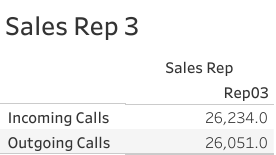 Sales Rep 3
Sales Rep
Rep03
Incoming Calls 26,234.0
Outgoing Calls 26,051.0